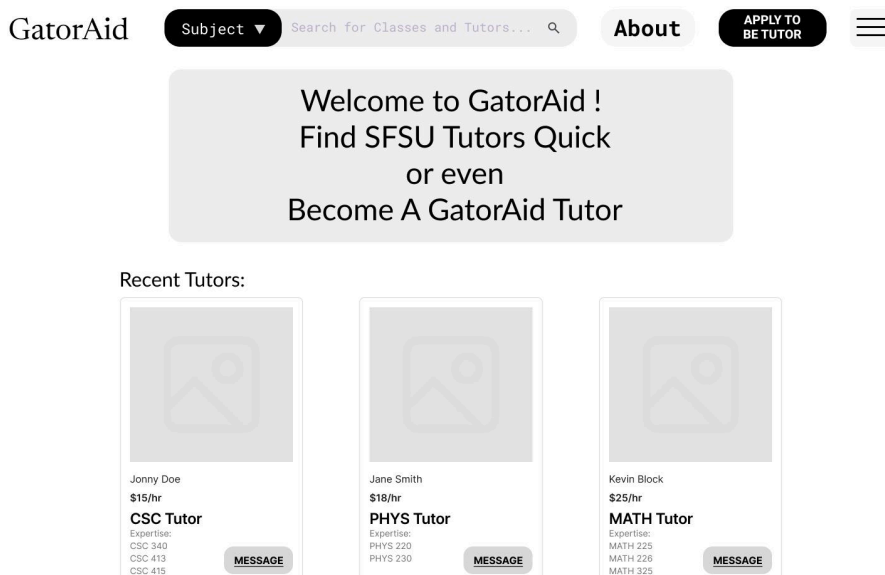 GatorAid
Subject ▼
Search for Classes and Tutors...
About
APPLY TO
BE TUTOR
Welcome to GatorAid !
Find SFSU Tutors Quick
or even
Become A GatorAid Tutor
Recent Tutors:
Jonny Doe
$15/hr
CSC Tutor
Expertise:
CSC 340
CSC 413
CSC 415
MESSAGE
Jane Smith
$18/hr
PHYS Tutor
Expertise:
PHYS 220
PHYS 230
MESSAGE
Kevin Block
$25/hr
MATH Tutor
Expertise:
MATH 225
MATH 226
MATH 325
MESSAGE